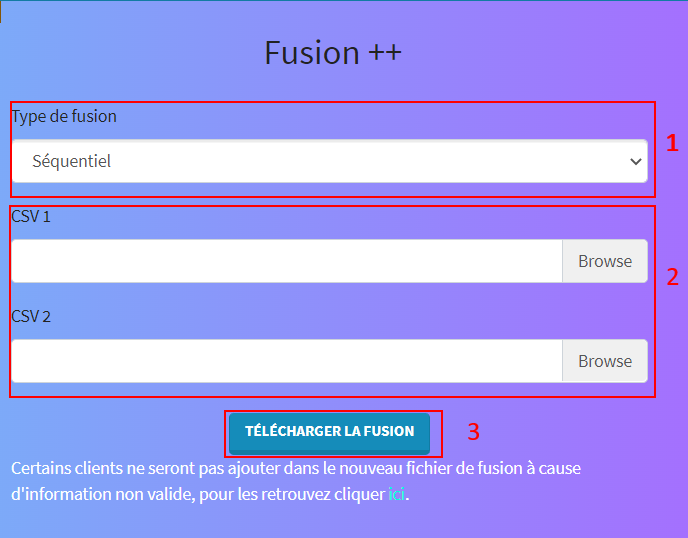 Fusion ++
Type de fusion
1
Séquentiel
CSV 1
Browse
2
CSV 2
Browse
TÉLÉCHARGER LA FUSION
3
Certains clients ne seront pas ajouter dans le nouveau fichier de fusion à cause
d'information non valide, pour les retrouvez cliquer ici.